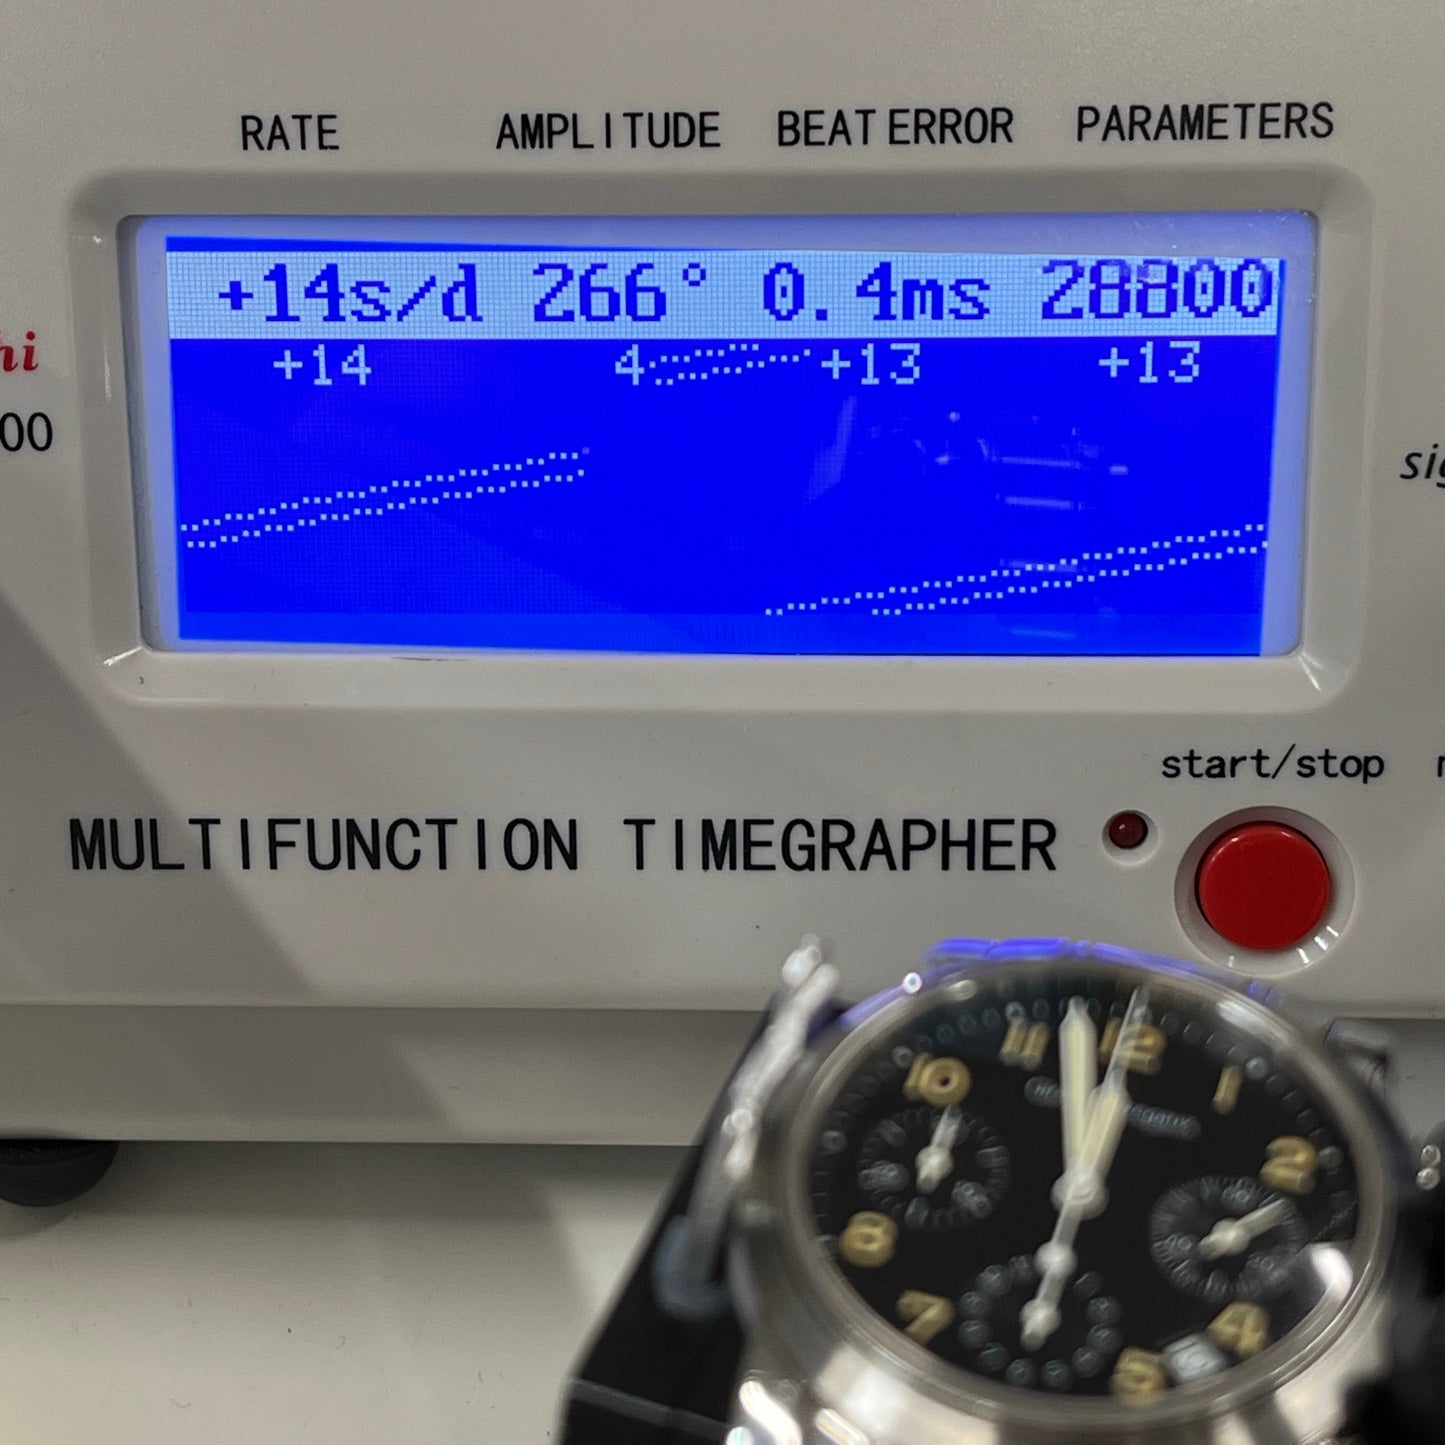 RATE AMPLITUDE BEAT ERROR PARAMETERS
+14s/d 266° 0.4ms 28800
+14 4 +13 +13
hi
00
sig
start/stop
MULTIFUNCTION TIMEGRAPHER
10 11 12 1
2
8
7 5 4